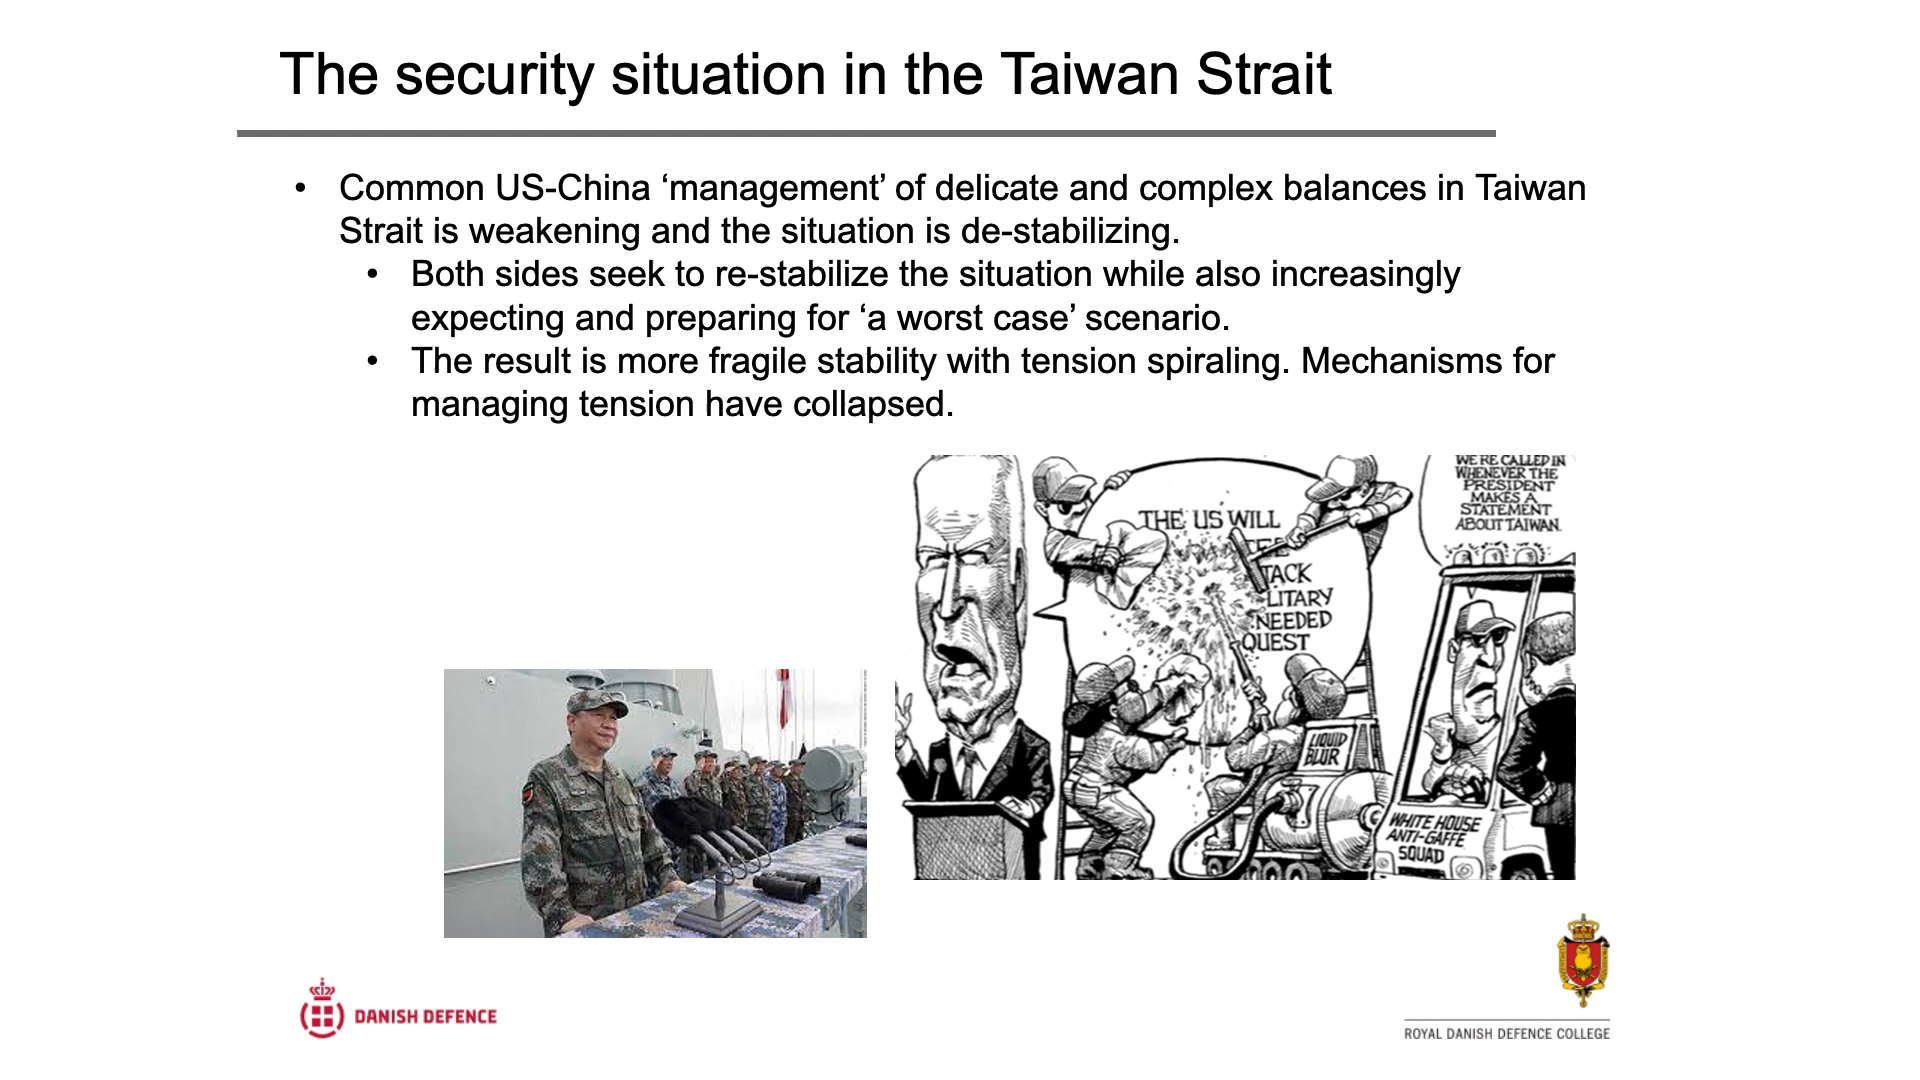 The security situation in the Taiwan Strait
• Common US-China ‘management’ of delicate and complex balances in Taiwan
Strait is weakening and the situation is de-stabilizing.
• Both sides seek to re-stabilize the situation while also increasingly
expecting and preparing for ‘a worst case’ scenario.
• The result is more fragile stability with tension spiraling. Mechanisms for
managing tension have collapsed.
WE'RE CALLED IN
WHENEVER THE
PRESIDENT
MAKES A
STATEMENT
ABOUT TAIWAN.
THE US WILL
TACK
LITARY
NEEDED
QUEST
LIQUID
BLUR
WHITE HOUSE
ANTI-GAFFE
SQUAD
DANISH DEFENCE
ROYAL DANISH DEFENCE COLLEGE